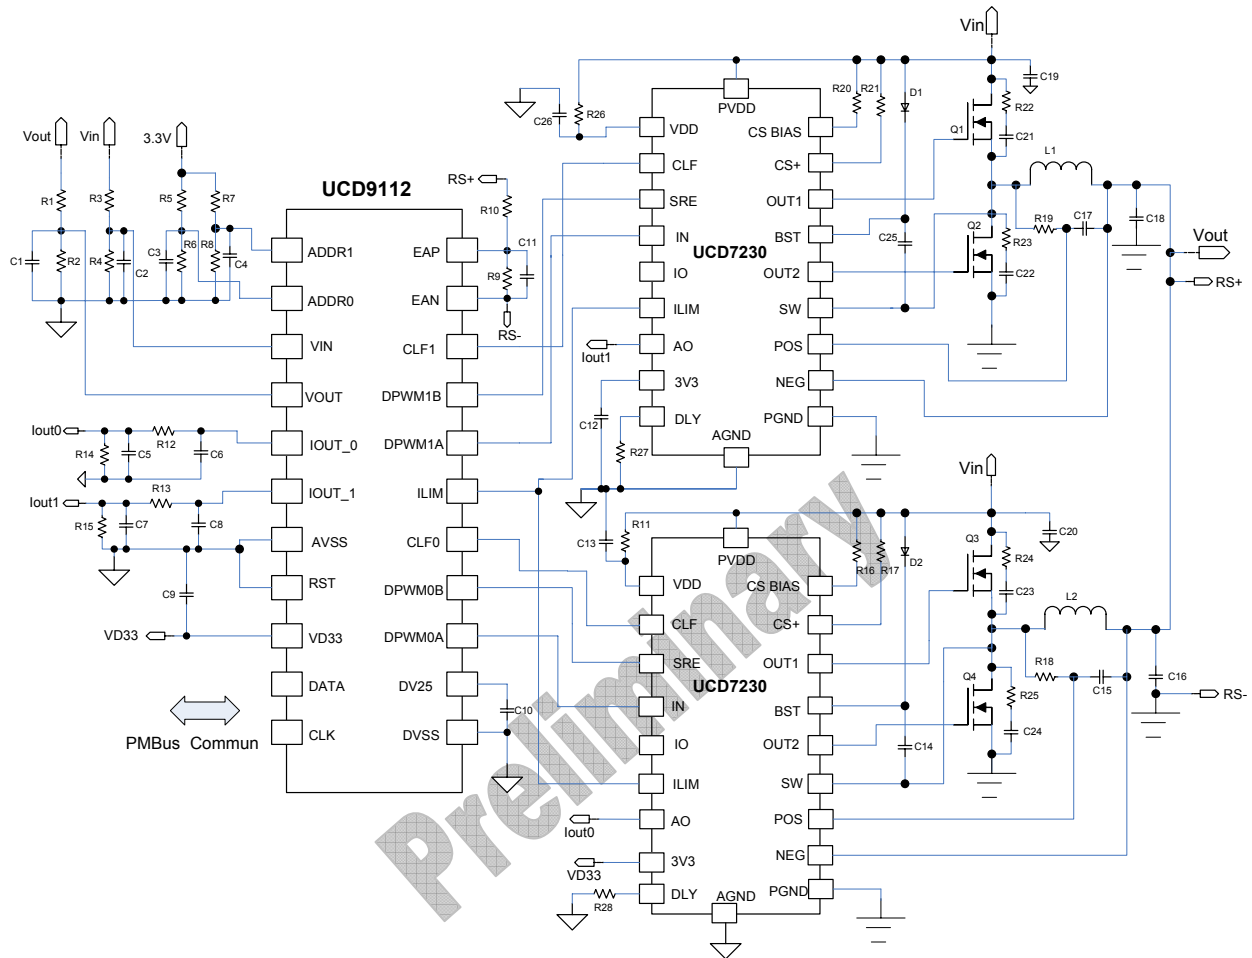 Vin
C19
PVDD
R20
R21
D1
R22
C26
R26
VDD
CS BIAS
Q1
C21
Vout
Vin
3.3V
CLF
CS+
L1
UCD9112
RS+
R1
R3
R5
R7
R10
SRE
OUT1
R19
C17
C18
IN
BST
Q2
R23
C25
Vout
C1
R2
R4
C2
C3
R6
R8
C4
ADDR1
EAP
C11
UCD7230
IO
OUT2
C22
R9
RS+
ADDR0
EAN
ILIM
SW
RS-
VIN
CLF1
Iout1
AO
POS
3V3
NEG
VOUT
DPWM1B
C12
DLY
PGND
Iout0
R12
IOUT_0
DPWM1A
AGND
R14
C5
C6
R27
Vin
Iout1
R13
IOUT_1
ILIM
R15
C7
C8
R11
C13
PVDD
C20
AVSS
CLF0
R16
R17
D2
Q3
R24
VDD
CS BIAS
C23
RST
DPWM0B
C9
L2
CLF
CS+
VD33
VD33
DPWM0A
SRE
OUT1
R18
C15
C16
Q4
R25
RS-
DATA
DV25
UCD7230
IN
BST
C10
C24
PMBus Commun
CLK
DVSS
IO
OUT2
C14
ILIM
SW
Iout0
AO
POS
VD33
3V3
NEG
R28
DLY
AGND
PGND
Preliminary